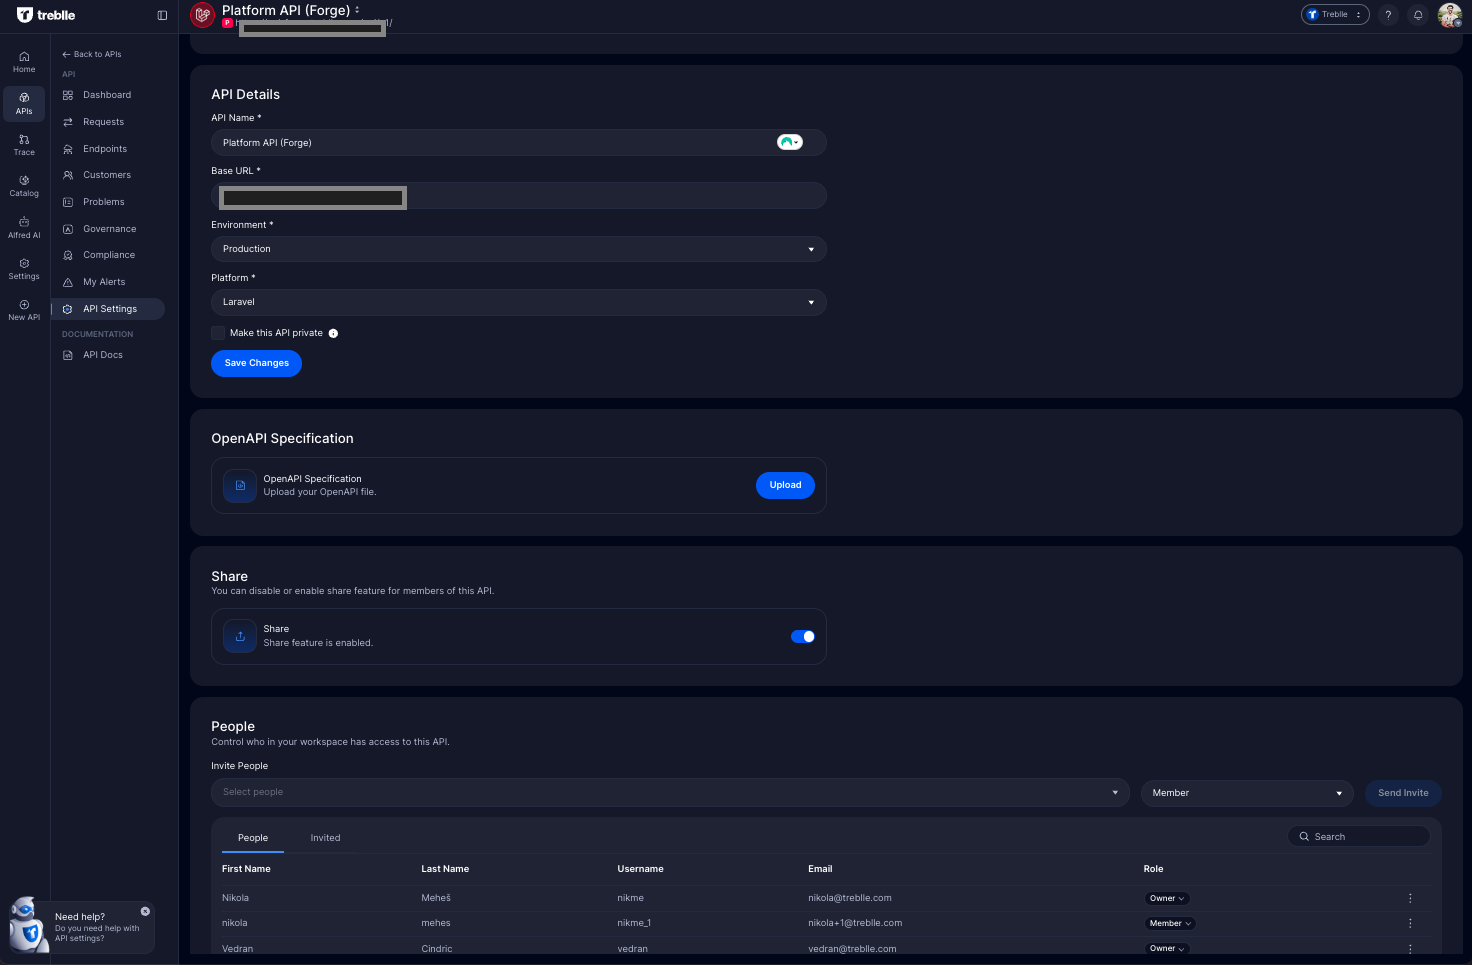 treblle
Platform API (Forge)
P
1/
Treblle
?
Home
APIs
Trace
Catalog
Alfred AI
Settings
New API
Back to APIs
API
Dashboard
Requests
Endpoints
Customers
Problems
Governance
Compliance
My Alerts
API Settings
DOCUMENTATION
API Docs
API Details
API Name *
Platform API (Forge)
Base URL *
Environment *
Production
Platform *
Laravel
Make this API private
Save Changes
OpenAPI Specification
OpenAPI Specification
Upload your OpenAPI file.
Upload
Share
You can disable or enable share feature for members of this API.
Share
Share feature is enabled.
People
Control who in your workspace has access to this API.
Invite People
Select people
Member
Send Invite
People Invited
Search
First Name Last Name Username Email Role
Nikola Meheš nikme nikola@treblle.com Owner
nikola mehes nikme_1 nikola+1@treblle.com Member
Vedran Cindric vedran vedran@treblle.com Owner
Need help?
Do you need help with
API settings?